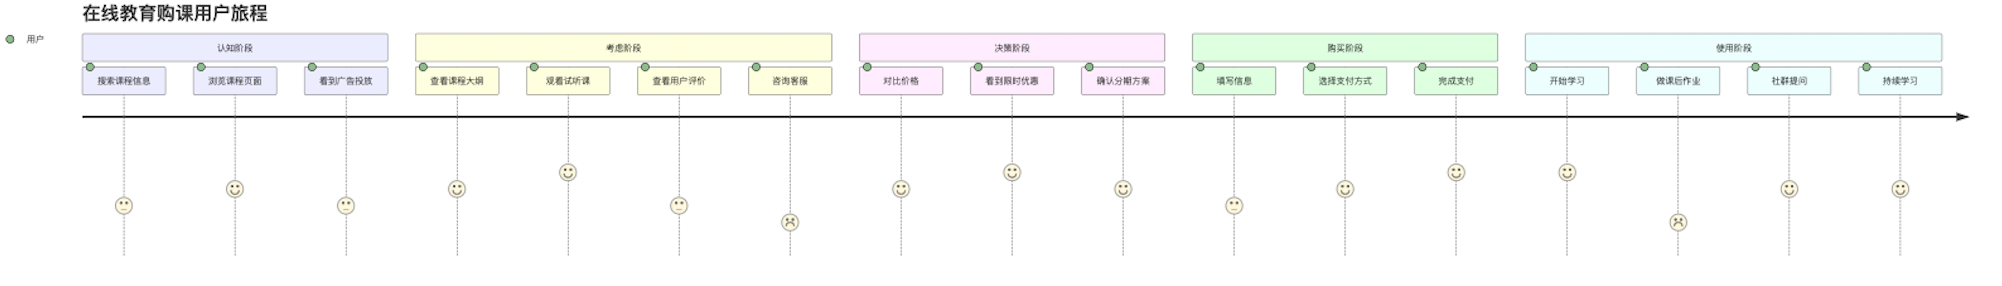 在线教育购课用户旅程
用户
认知阶段
考虑阶段
决策阶段
购买阶段
使用阶段
搜索课程信息
浏览课程页面
看到广告投放
查看课程大纲
观看试听课
查看用户评价
咨询客服
对比价格
看到限时优惠
确认分期方案
填写信息
选择支付方式
完成支付
开始学习
做课后作业
社群提问
持续学习